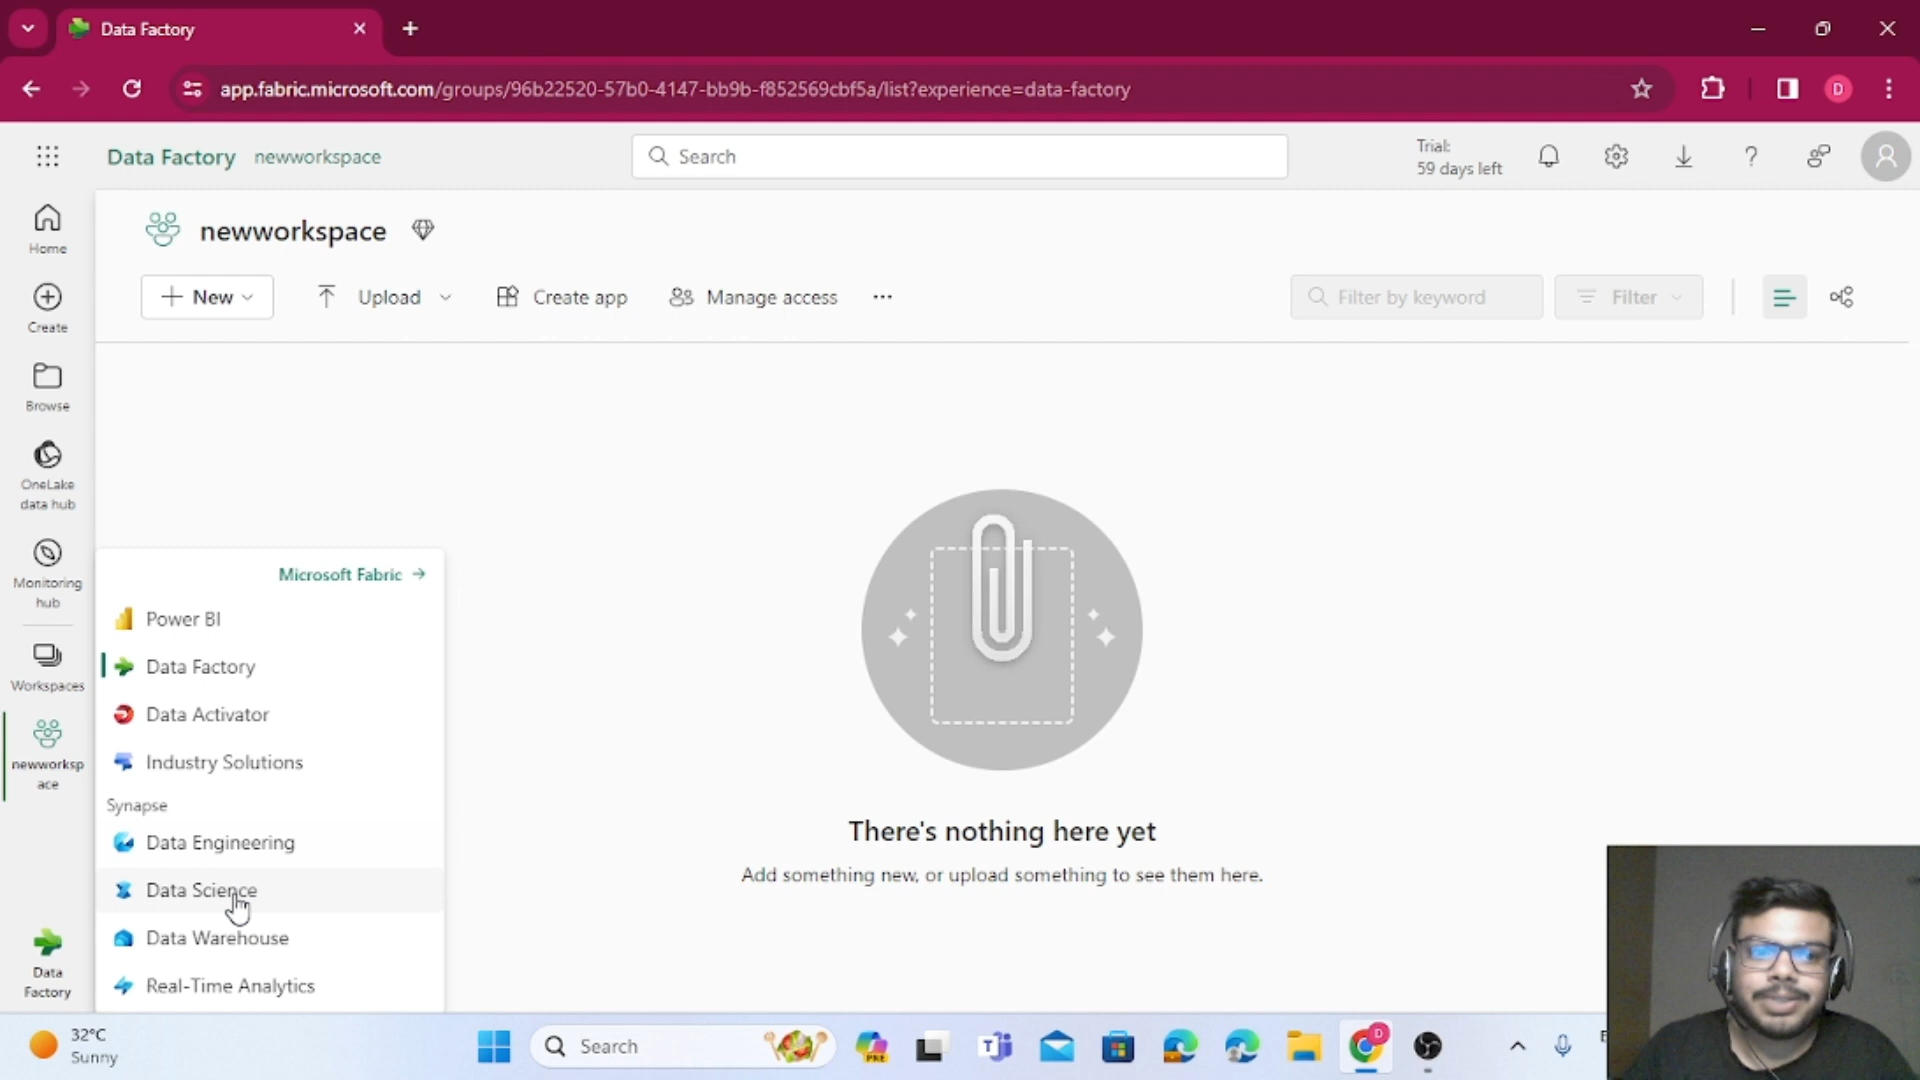 Data Factory
app.fabric.microsoft.com/groups/96b22520-57b0-4147-bb9b-f852569cbf5a/list?experience=data-factory
D
Data Factory newworkspace
Search
Trial:
59 days left
newworkspace
New
Upload
Create app
Manage access
Filter by keyword
Filter
Home
Create
Browse
OneLake
data hub
Monitoring
hub
Workspaces
newworksp
ace
Data
Factory
Microsoft Fabric
Power BI
Data Factory
Data Activator
Industry Solutions
Synapse
Data Engineering
Data Science
Data Warehouse
Real-Time Analytics
There's nothing here yet
Add something new, or upload something to see them here.
32°C
Sunny
Search
PRE
D